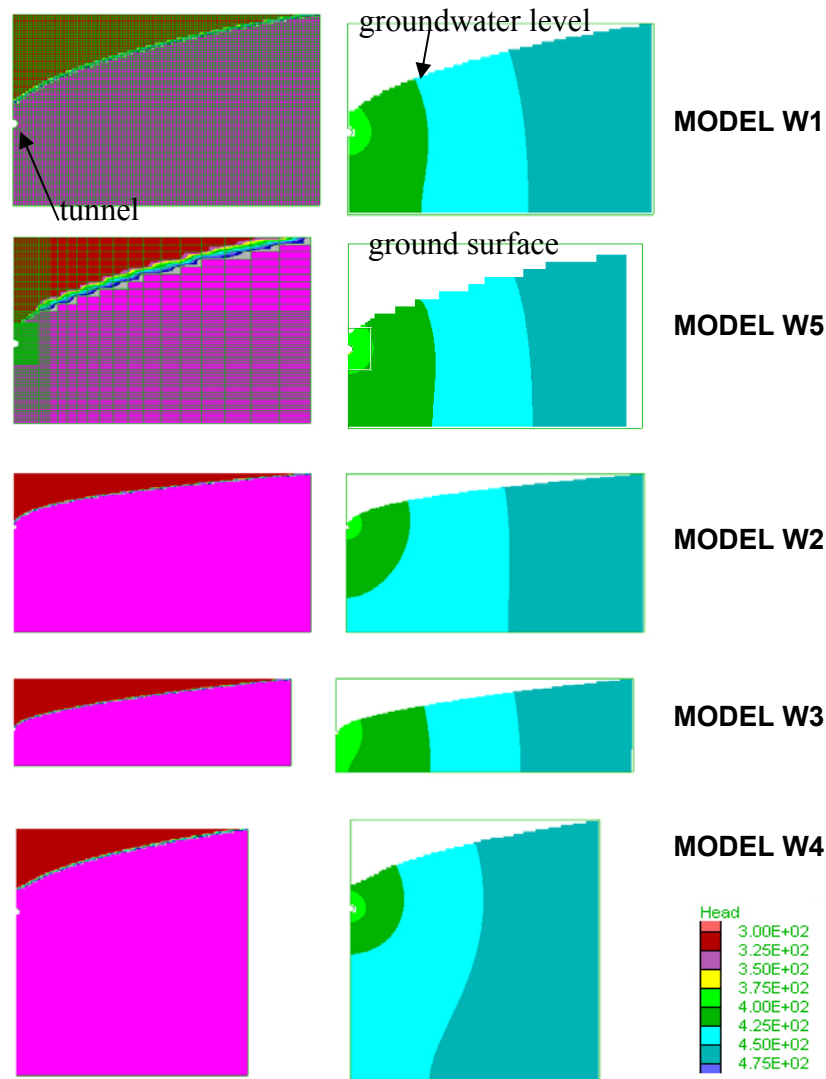 groundwater level
MODEL W1
tunnel
ground surface
MODEL W5
MODEL W2
MODEL W3
MODEL W4
Head
3.00E+02
3.25E+02
3.50E+02
3.75E+02
4.00E+02
4.25E+02
4.50E+02
4.75E+02